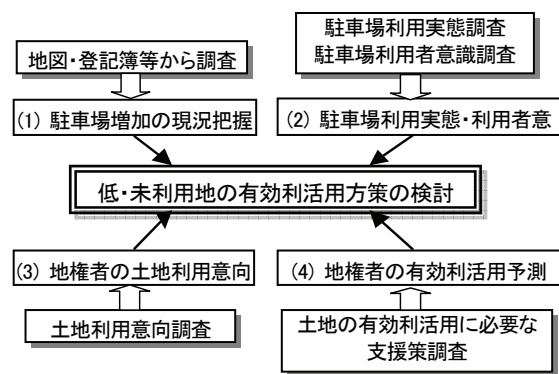 地図・登記簿等から調査
駐車場利用実態調査
駐車場利用者意識調査
(1) 駐車場増加の現況把握
(2) 駐車場利用実態・利用者意
低・未利用地の有効利活用方策の検討
(3) 地権者の土地利用意向
(4) 地権者の有効利活用予測
土地利用意向調査
土地の有効利活用に必要な
支援策調査